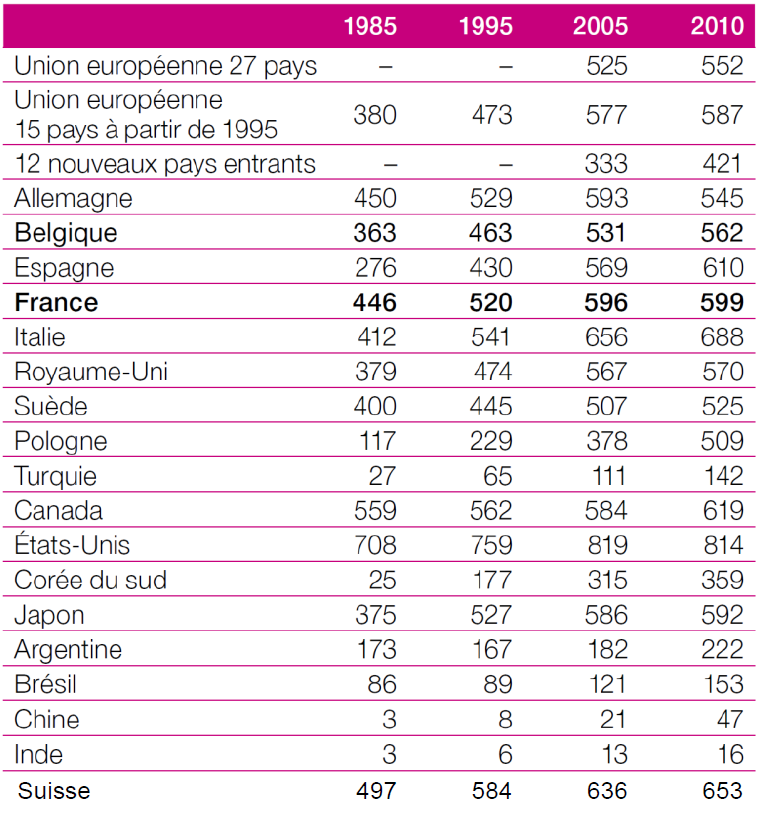 1985 1995 2005 2010
Union européenne 27 pays – – 525 552
Union européenne
15 pays à partir de 1995 380 473 577 587
12 nouveaux pays entrants – – 333 421
Allemagne 450 529 593 545
Belgique 363 463 531 562
Espagne 276 430 569 610
France 446 520 596 599
Italie 412 541 656 688
Royaume-Uni 379 474 567 570
Suède 400 445 507 525
Pologne 117 229 378 509
Turquie 27 65 111 142
Canada 559 562 584 619
États-Unis 708 759 819 814
Corée du sud 25 177 315 359
Japon 375 527 586 592
Argentine 173 167 182 222
Brésil 86 89 121 153
Chine 3 8 21 47
Inde 3 6 13 16
Suisse 497 584 636 653